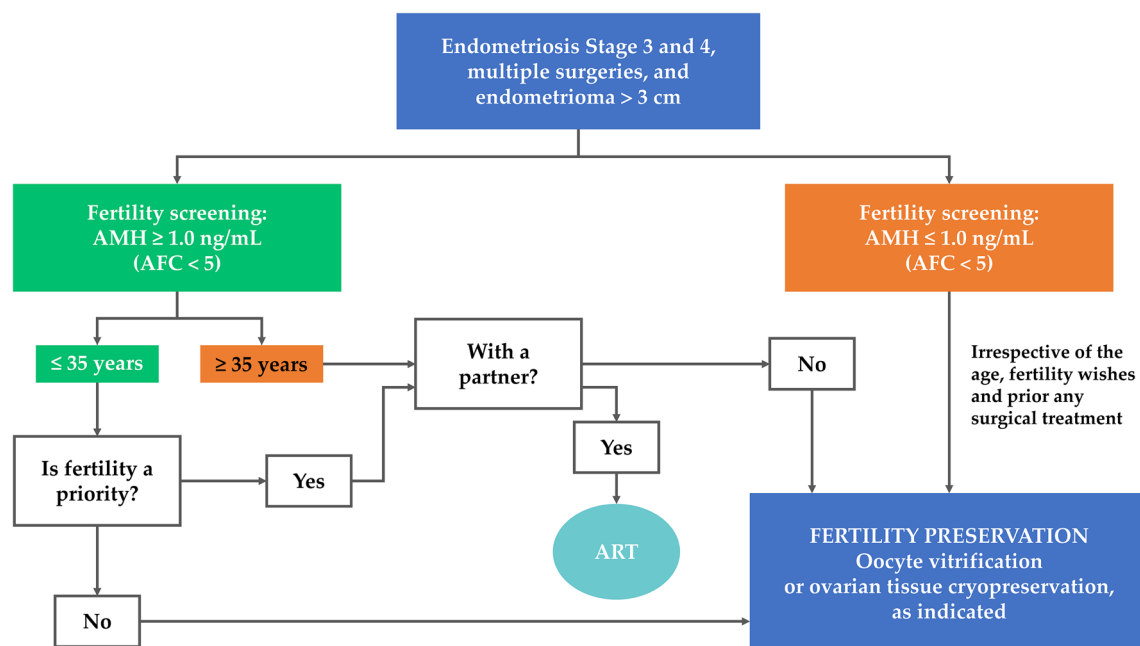 Endometriosis Stage 3 and 4,
multiple surgeries, and
endometrioma > 3 cm
Fertility screening:
AMH ≥ 1.0 ng/mL
(AFC < 5)
Fertility screening:
AMH ≤ 1.0 ng/mL
(AFC < 5)
≤ 35 years
≥ 35 years
With a
partner?
No
Irrespective of the
age, fertility wishes
and prior any
surgical treatment
Is fertility a
priority?
Yes
Yes
ART
No
FERTILITY PRESERVATION
Oocyte vitrification
or ovarian tissue cryopreservation,
as indicated